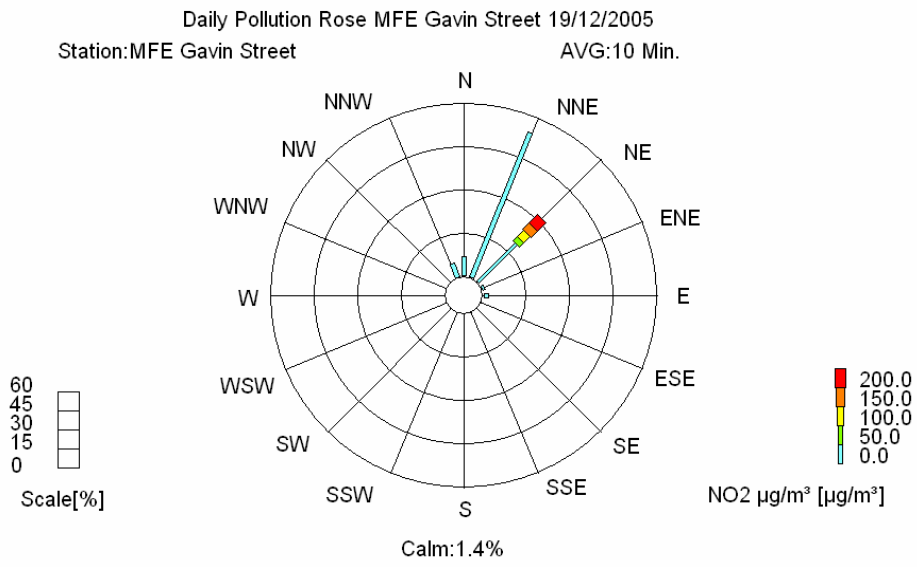 Daily Pollution Rose MFE Gavin Street 19/12/2005
Station:MFE Gavin Street
AVG:10 Min.
N
NNW
NNE
NW
NE
WNW
ENE
W
E
WSW
ESE
SW
SE
SSW
SSE
S
60
45
30
15
0
Scale[%]
200.0
150.0
100.0
50.0
0.0
NO2 µg/m³ [µg/m³]
Calm:1.4%